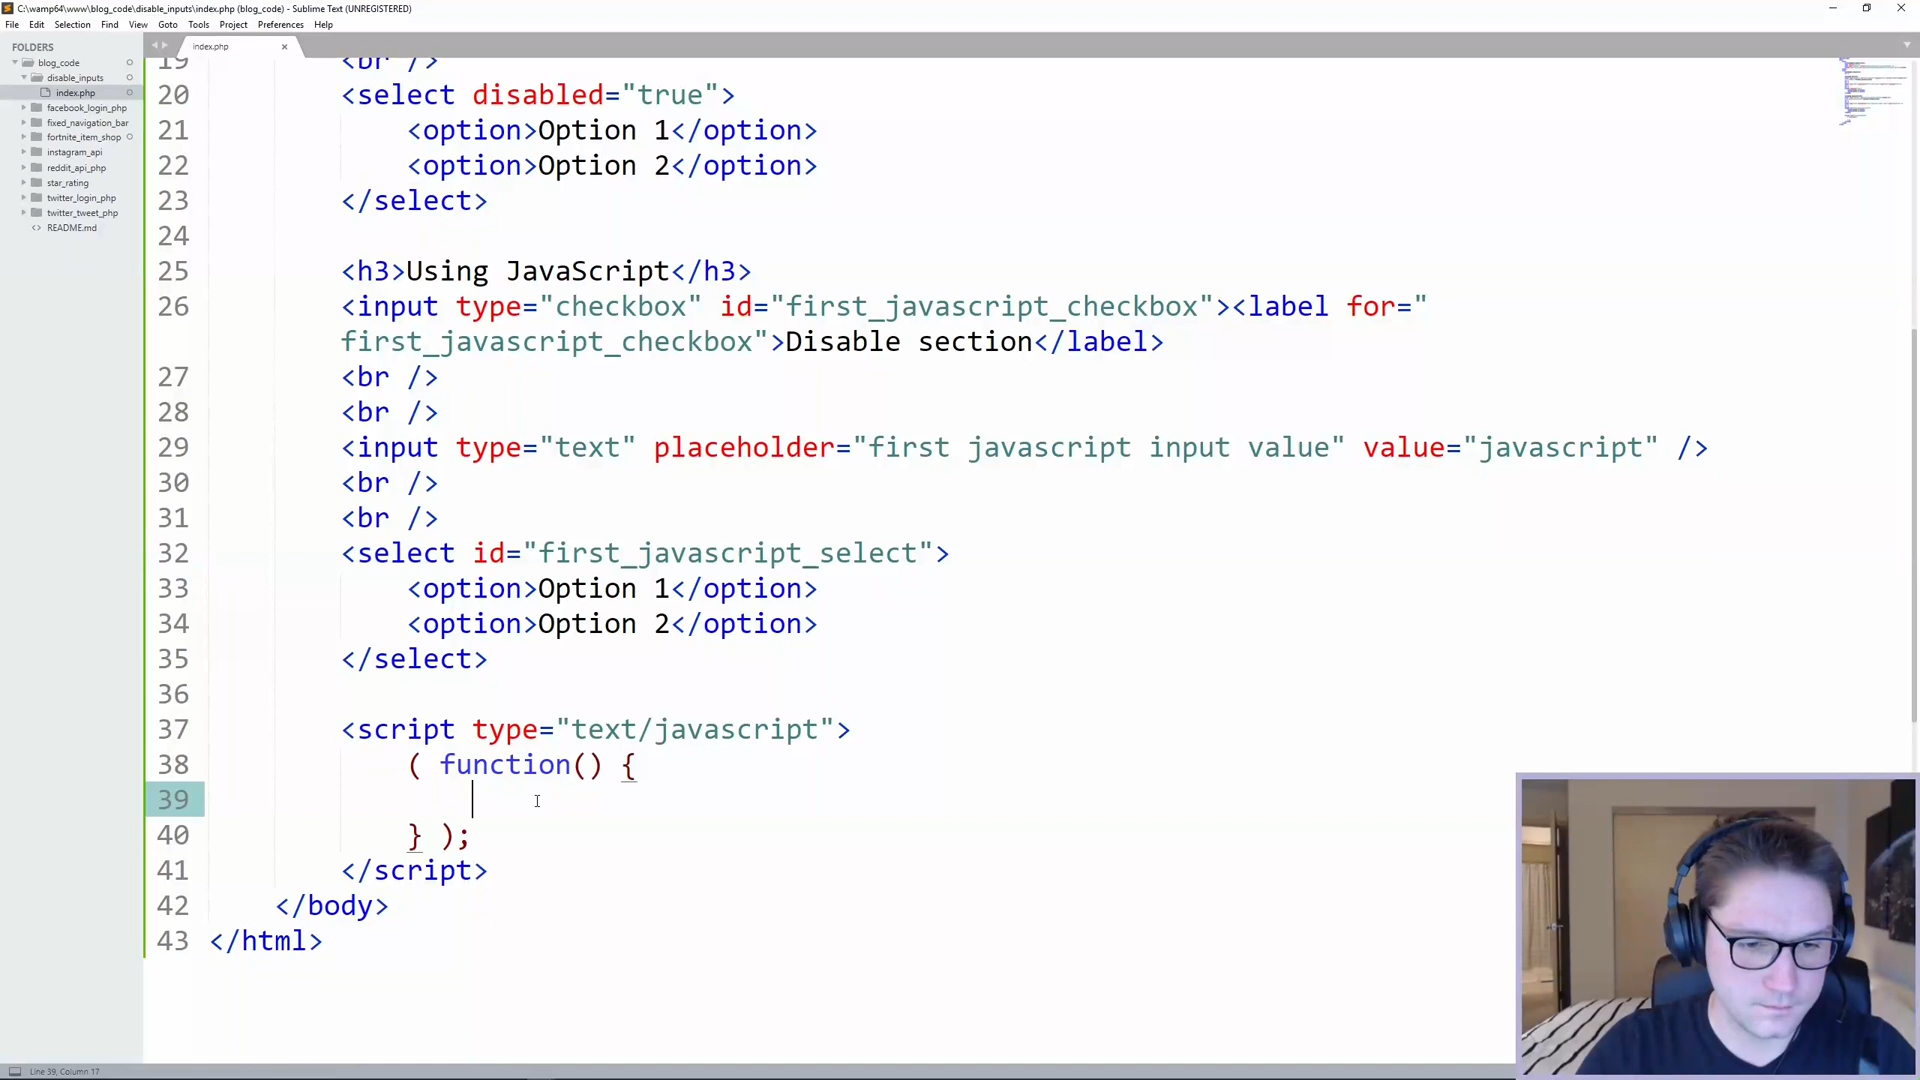 C:\wamp64\www\blog_code\disable_inputs\index.php (blog_code) - Sublime Text (UNREGISTERED)
File Edit Selection Find View Goto Tools Project Preferences Help
FOLDERS
blog_code
disable_inputs
index.php
facebook_login_php
fixed_navigation_bar
fortnite_item_shop
instagram_api
reddit_api_php
star_rating
twitter_login_php
twitter_tweet_php
<> README.md
index.php
19 <br />
20 <select disabled="true">
21 <option>Option 1</option>
22 <option>Option 2</option>
23 </select>
24
25 <h3>Using JavaScript</h3>
26 <input type="checkbox" id="first_javascript_checkbox"><label for="
first_javascript_checkbox">Disable section</label>
27 <br />
28 <br />
29 <input type="text" placeholder="first javascript input value" value="javascript" />
30 <br />
31 <br />
32 <select id="first_javascript_select">
33 <option>Option 1</option>
34 <option>Option 2</option>
35 </select>
36
37 <script type="text/javascript">
38 ( function() {
39
40 } );
41 </script>
42 </body>
43 </html>
Line 39, Column 17